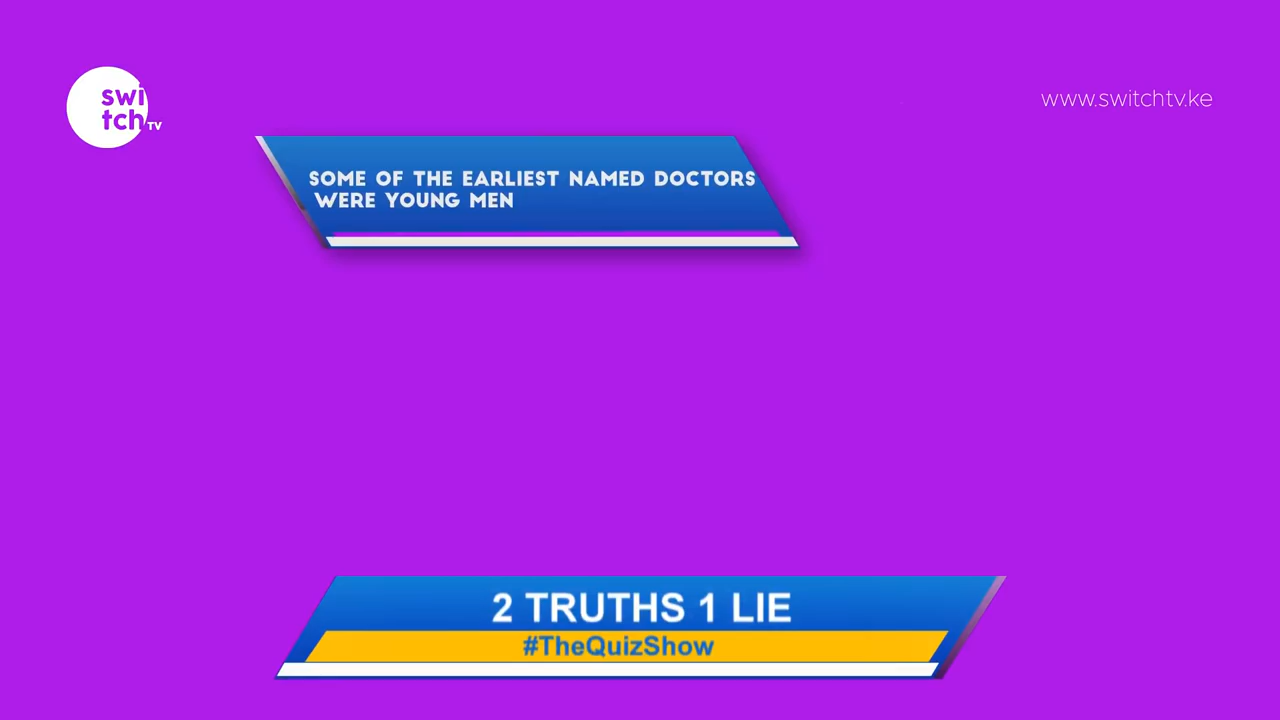 swi
tch TV
www.switchtv.ke
SOME OF THE EARLIEST NAMED DOCTORS
WERE YOUNG MEN
2 TRUTHS 1 LIE
#TheQuizShow